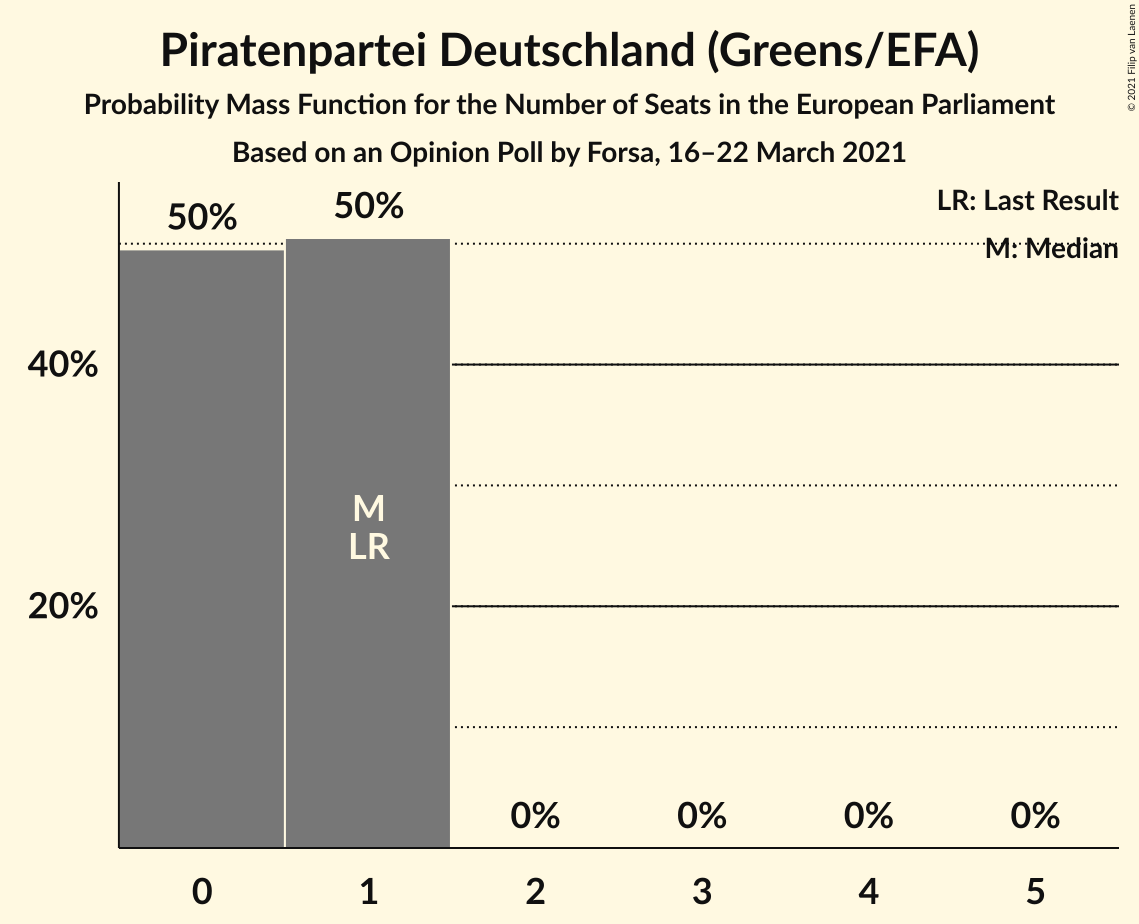 Piratenpartei Deutschland (Greens/EFA)
Probability Mass Function for the Number of Seats in the European Parliament
Based on an Opinion Poll by Forsa, 16–22 March 2021
© 2021 Filip van Laenen
LR: Last Result
M: Median
50%
50%
40%
20%
M
LR
0%
0%
0%
0%
0
1
2
3
4
5